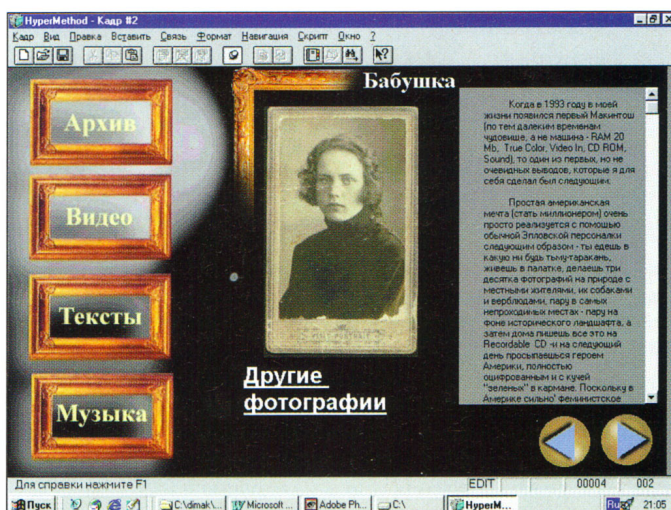 HyperMethod - Кадр #2
Кадр Вид Правка Вставить Связь Формат Навигация Скрипт Окно ?
Архив
Видео
Тексты
Музыка
Бабушка
Другие
фотографии
Когда в 1993 году в моей
жизни появился первый Макинтош
(по тем далеким временам
чудовище, а не машина - RAM 20
Mb, True Color, Video In, CD ROM,
Sound), то один из первых, но не
очевидных выводов, которые я для
себя сделал был следующим:
Простая американская
мечта (стать миллионером) очень
просто реализуется с помощью
обычной Эпловской персоналки
следующим образом - ты едешь в
какую ни будь тьму-таракань,
живешь в палатке, делаешь три
десятка фотографий на природе с
местными жителями, их собаками
и верблюдами, пару в самых
непроходимых местах - пару на
фоне исторического ландшафта, а
затем дома пишешь все это на
Recordable CD -и на следующий
день просыпаешься героем
Америки, полностью
оцифрованным и с кучей
"зеленых" в кармане. Поскольку в
Америке сильно' феминистское
Для справки нажмите F1
EDIT 00004 002
Пуск C:\dimak\... Microsoft ... Adobe Ph... C:\ HyperM... Ru 21:05